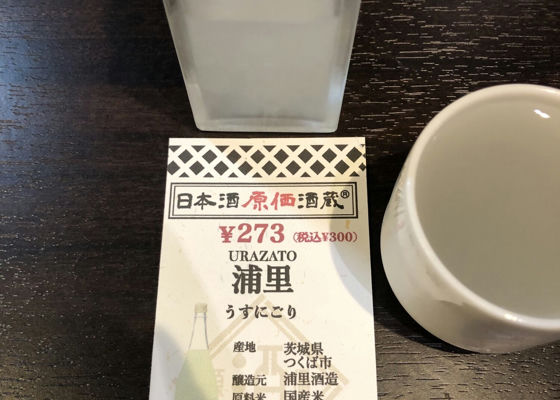 日本酒原価酒蔵®
¥273 (税込¥300)
URAZATO
浦里
うすにごり
産地 茨城県
つくば市
醸造元 浦里酒造
原料米 国産米